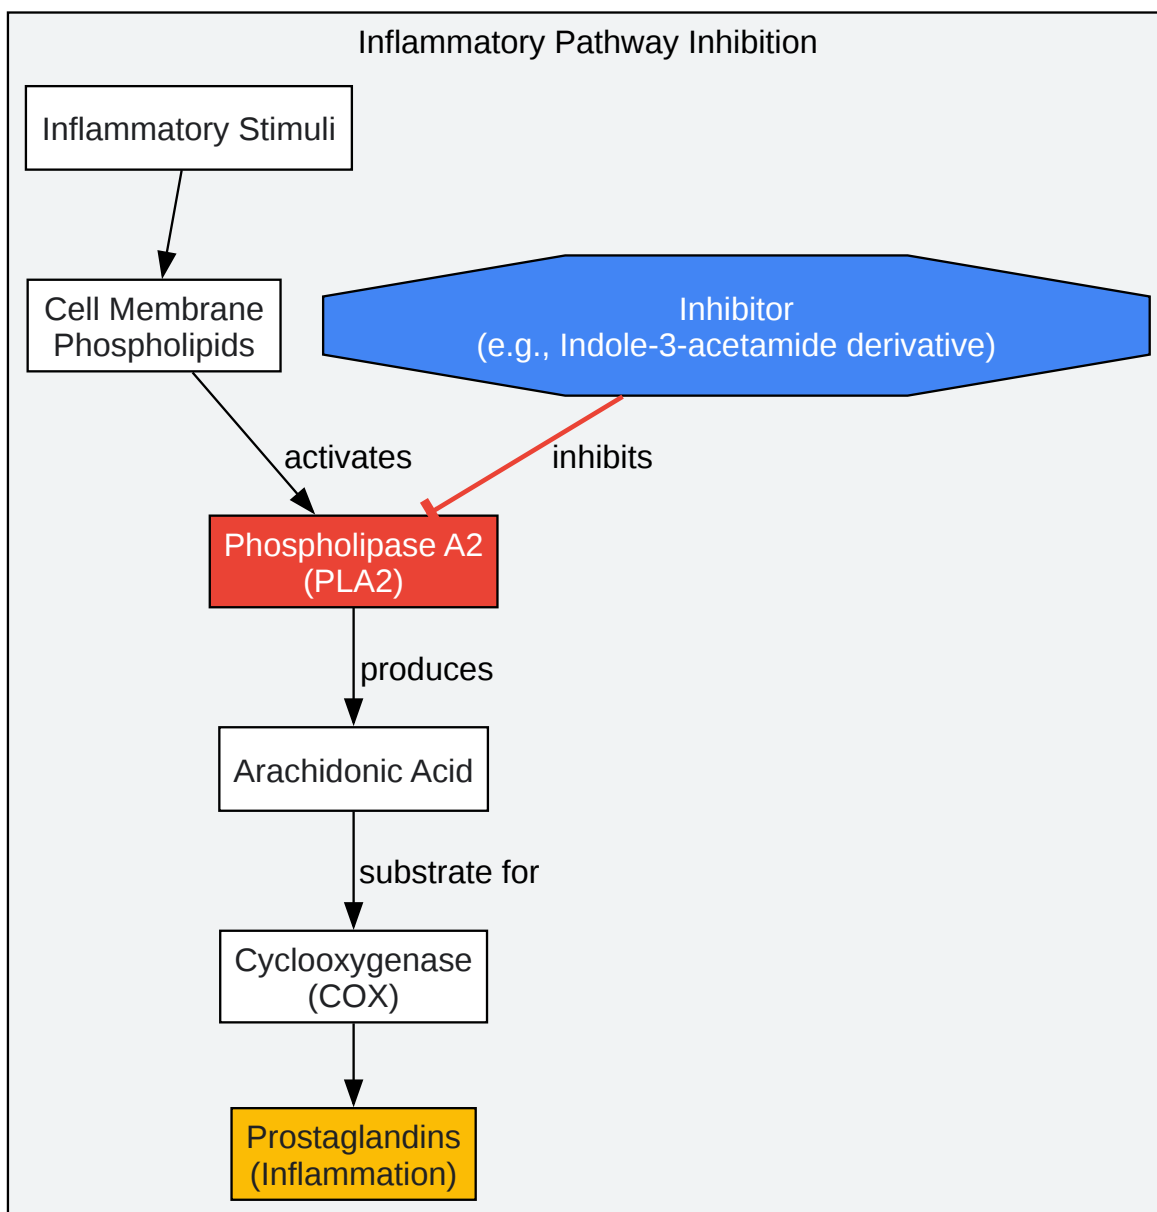 Inflammatory Pathway Inhibition
Inflammatory Stimuli
Cell Membrane
Phospholipids
Inhibitor
(e.g., Indole-3-acetamide derivative)
activates
inhibits
Phospholipase A2
(PLA2)
produces
Arachidonic Acid
substrate for
Cyclooxygenase
(COX)
Prostaglandins
(Inflammation)